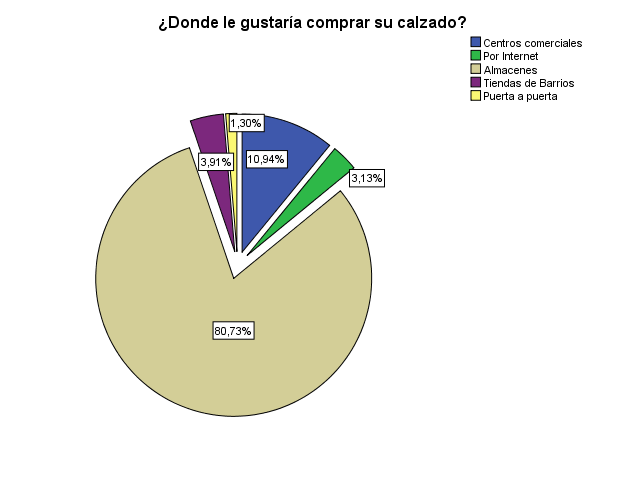 ¿Donde le gustaría comprar su calzado?
Centros comerciales
Por Internet
Almacenes
Tiendas de Barrios
Puerta a puerta
1,30%
10,94%
3,91%
3,13%
80,73%